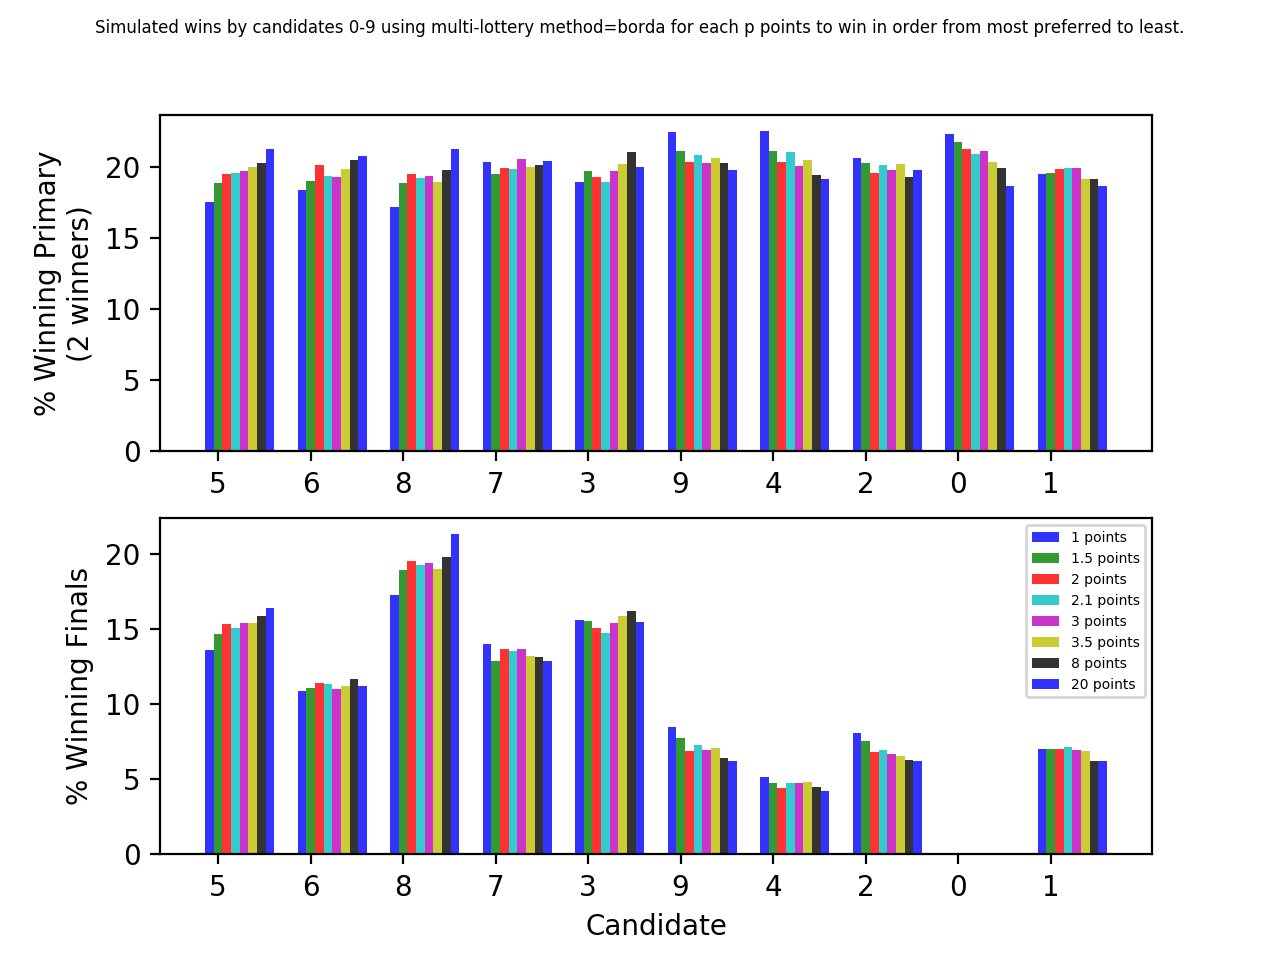 Simulated wins by candidates 0-9 using multi-lottery method=borda for each p points to win in order from most preferred to least.
% Winning Primary
(2 winners)
20
15
10
5
0
5 6 8 7 3 9 4 2 0 1
% Winning Finals
20
15
10
5
0
1 points
1.5 points
2 points
2.1 points
3 points
3.5 points
8 points
20 points
5 6 8 7 3 9 4 2 0 1
Candidate